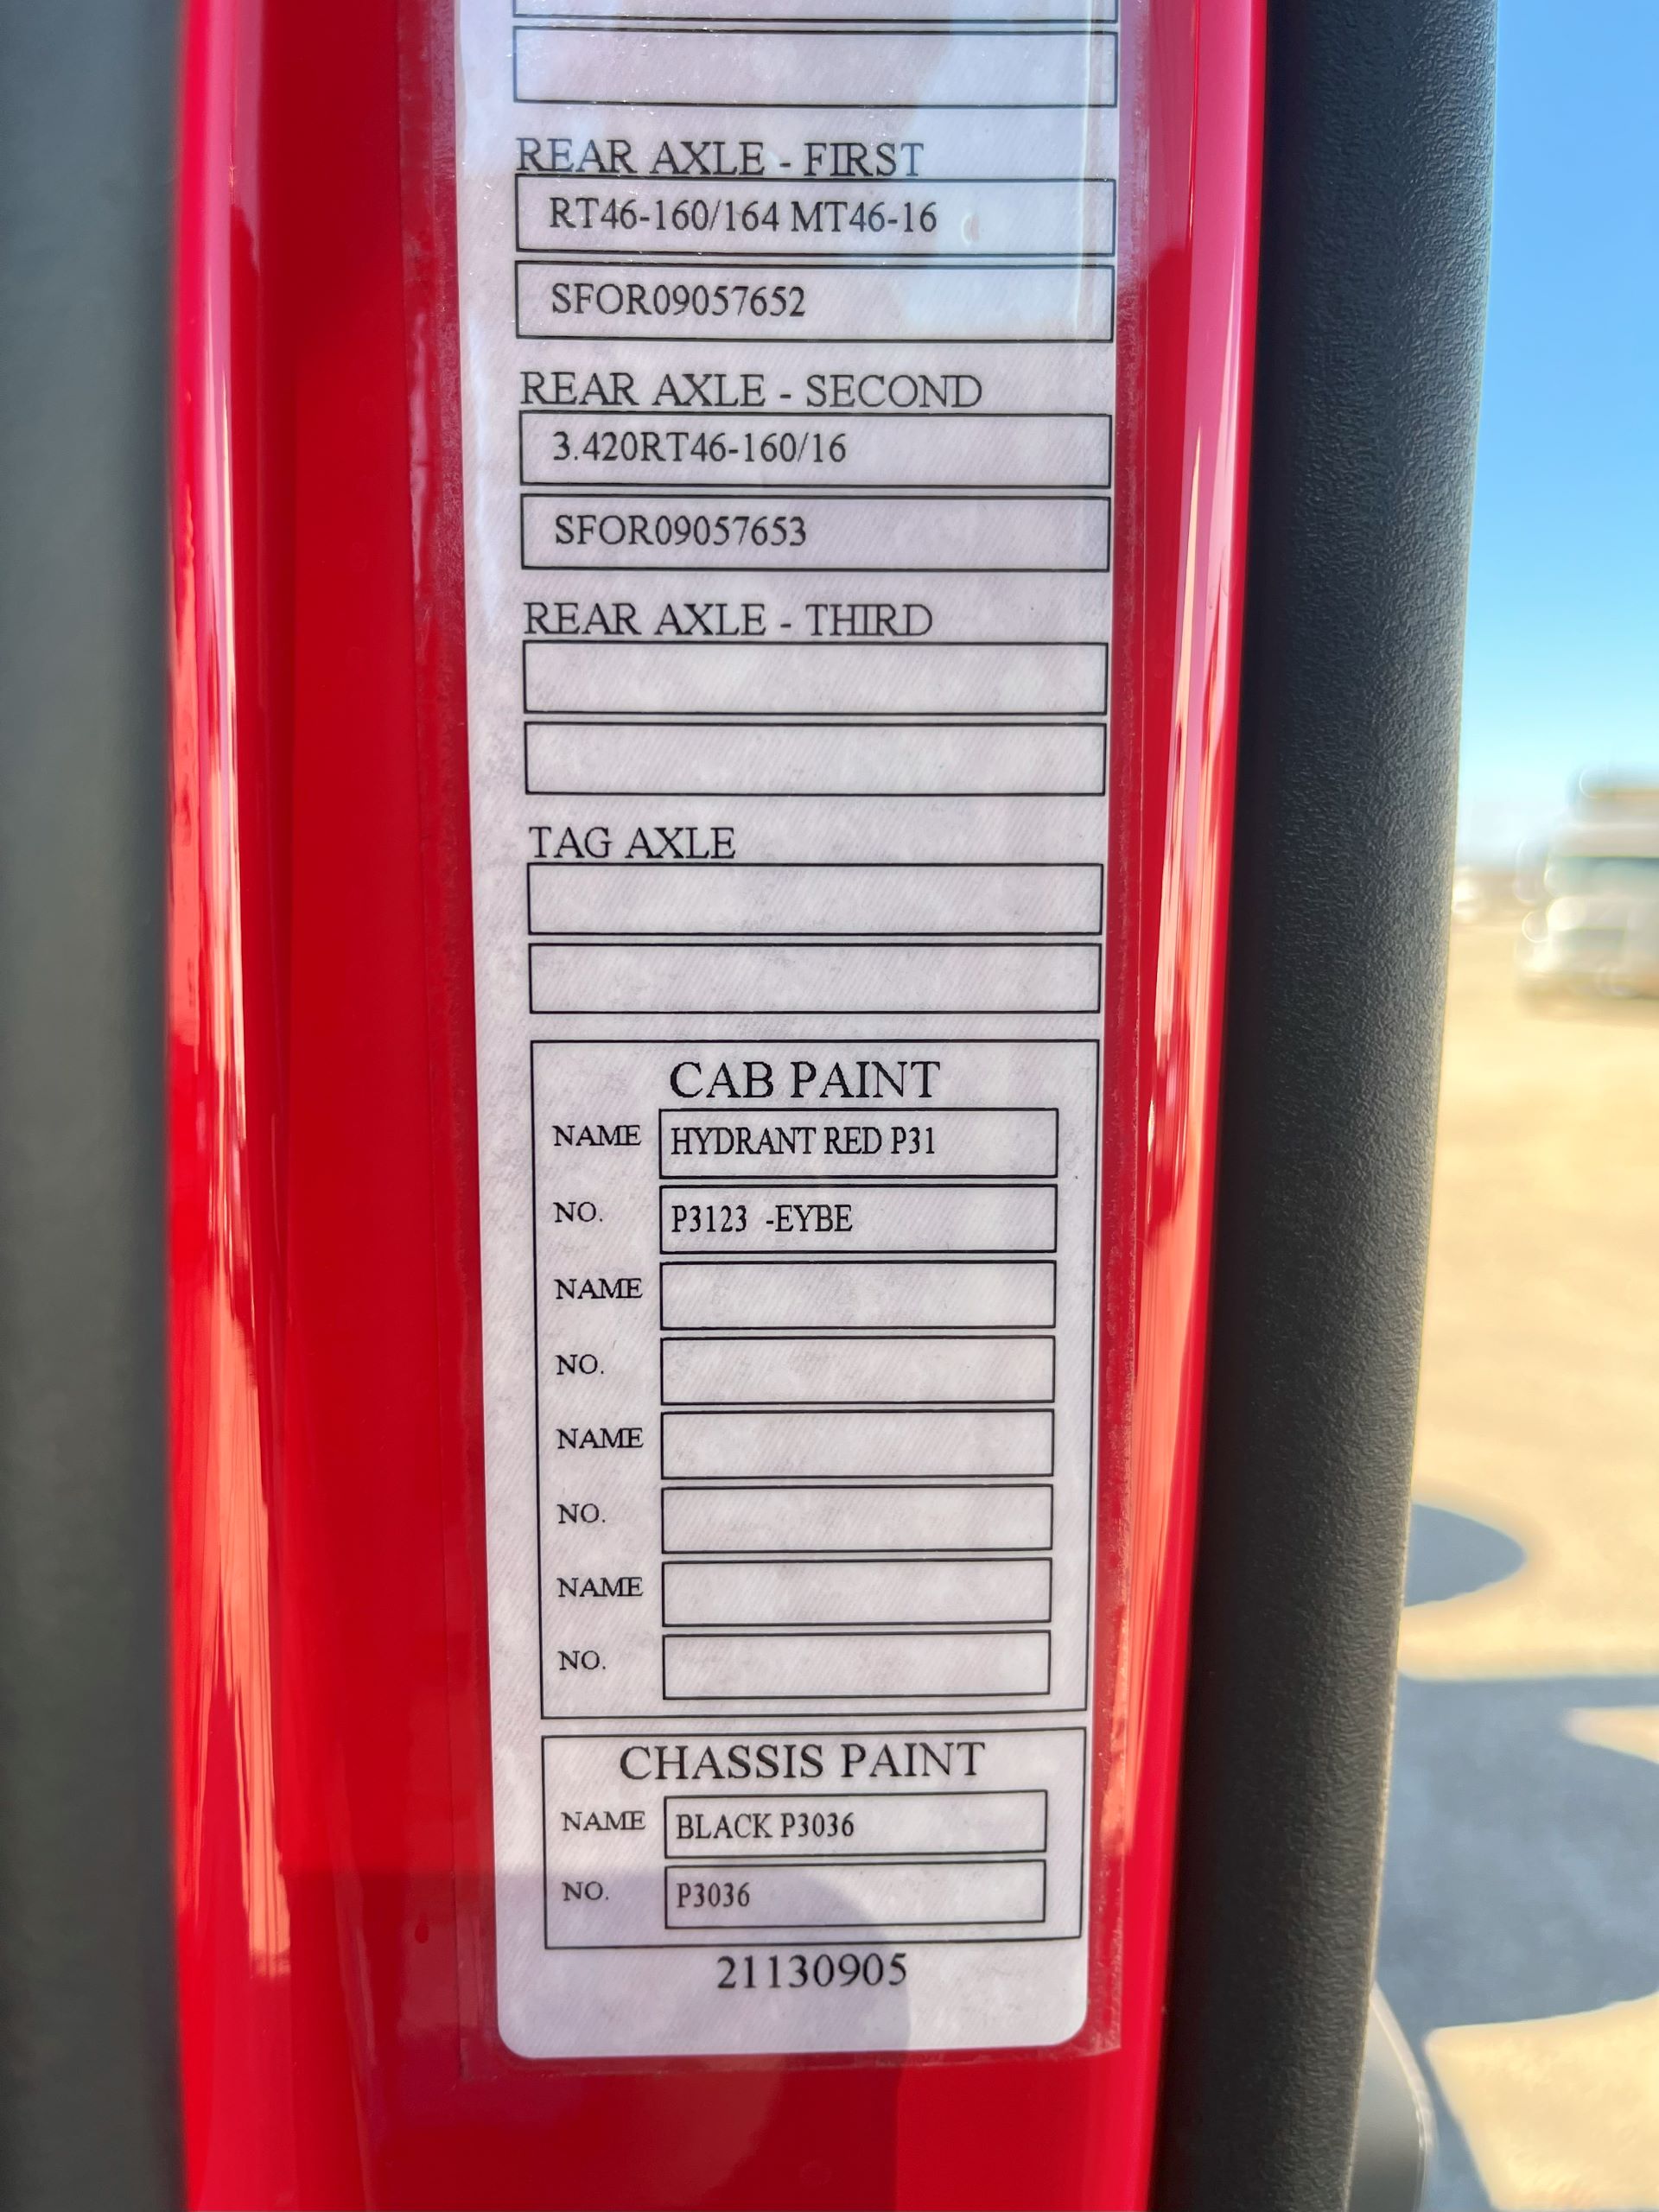 REAR AXLE - FIRST
RT46-160/164 MT46-16
SFOR09057652
REAR AXLE - SECOND
3.420RT46-160/16
SFOR09057653
REAR AXLE - THIRD
TAG AXLE
CAB PAINT
NAME HYDRANT RED P31
NO. P3123 -EYBE
NAME
NO.
NAME
NO.
NAME
NO.
CHASSIS PAINT
NAME BLACK P3036
NO. P3036
21130905